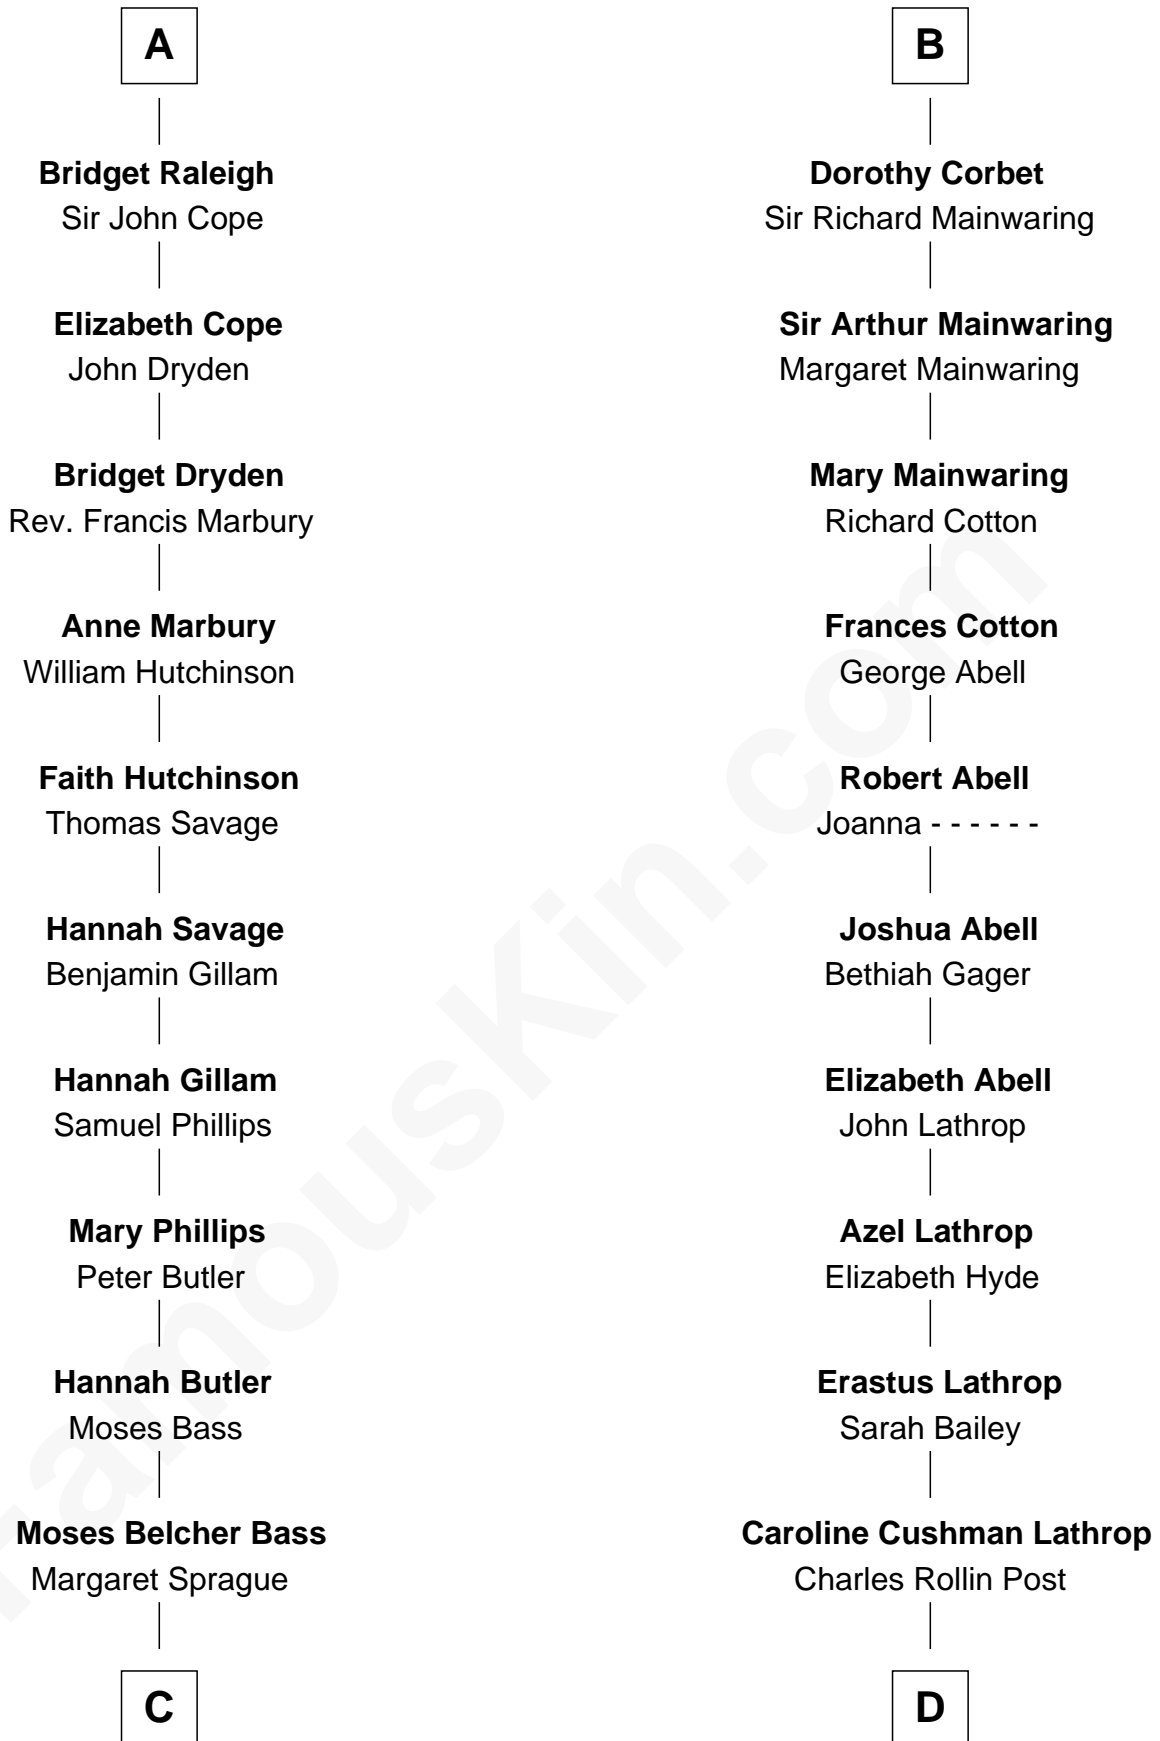 A
Bridget Raleigh
Sir John Cope
Elizabeth Cope
John Dryden
Bridget Dryden
Rev. Francis Marbury
Anne Marbury
William Hutchinson
Faith Hutchinson
Thomas Savage
Hannah Savage
Benjamin Gillam
Hannah Gillam
Samuel Phillips
Mary Phillips
Peter Butler
Hannah Butler
Moses Bass
Moses Belcher Bass
Margaret Sprague
C
B
Dorothy Corbet
Sir Richard Mainwaring
Sir Arthur Mainwaring
Margaret Mainwaring
Mary Mainwaring
Richard Cotton
Frances Cotton
George Abell
Robert Abell
Joanna - - - - - -
Joshua Abell
Bethiah Gager
Elizabeth Abell
John Lathrop
Azel Lathrop
Elizabeth Hyde
Erastus Lathrop
Sarah Bailey
Caroline Cushman Lathrop
Charles Rollin Post
D
FamousKin.com